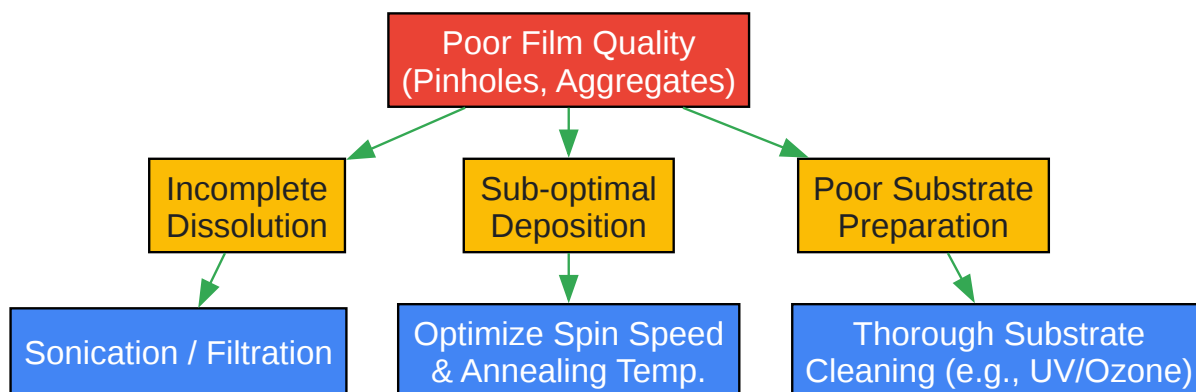 Poor Film Quality
(Pinholes, Aggregates)
Incomplete
Dissolution
Sub-optimal
Deposition
Poor Substrate
Preparation
Sonication / Filtration
Optimize Spin Speed
& Annealing Temp.
Thorough Substrate
Cleaning (e.g., UV/Ozone)